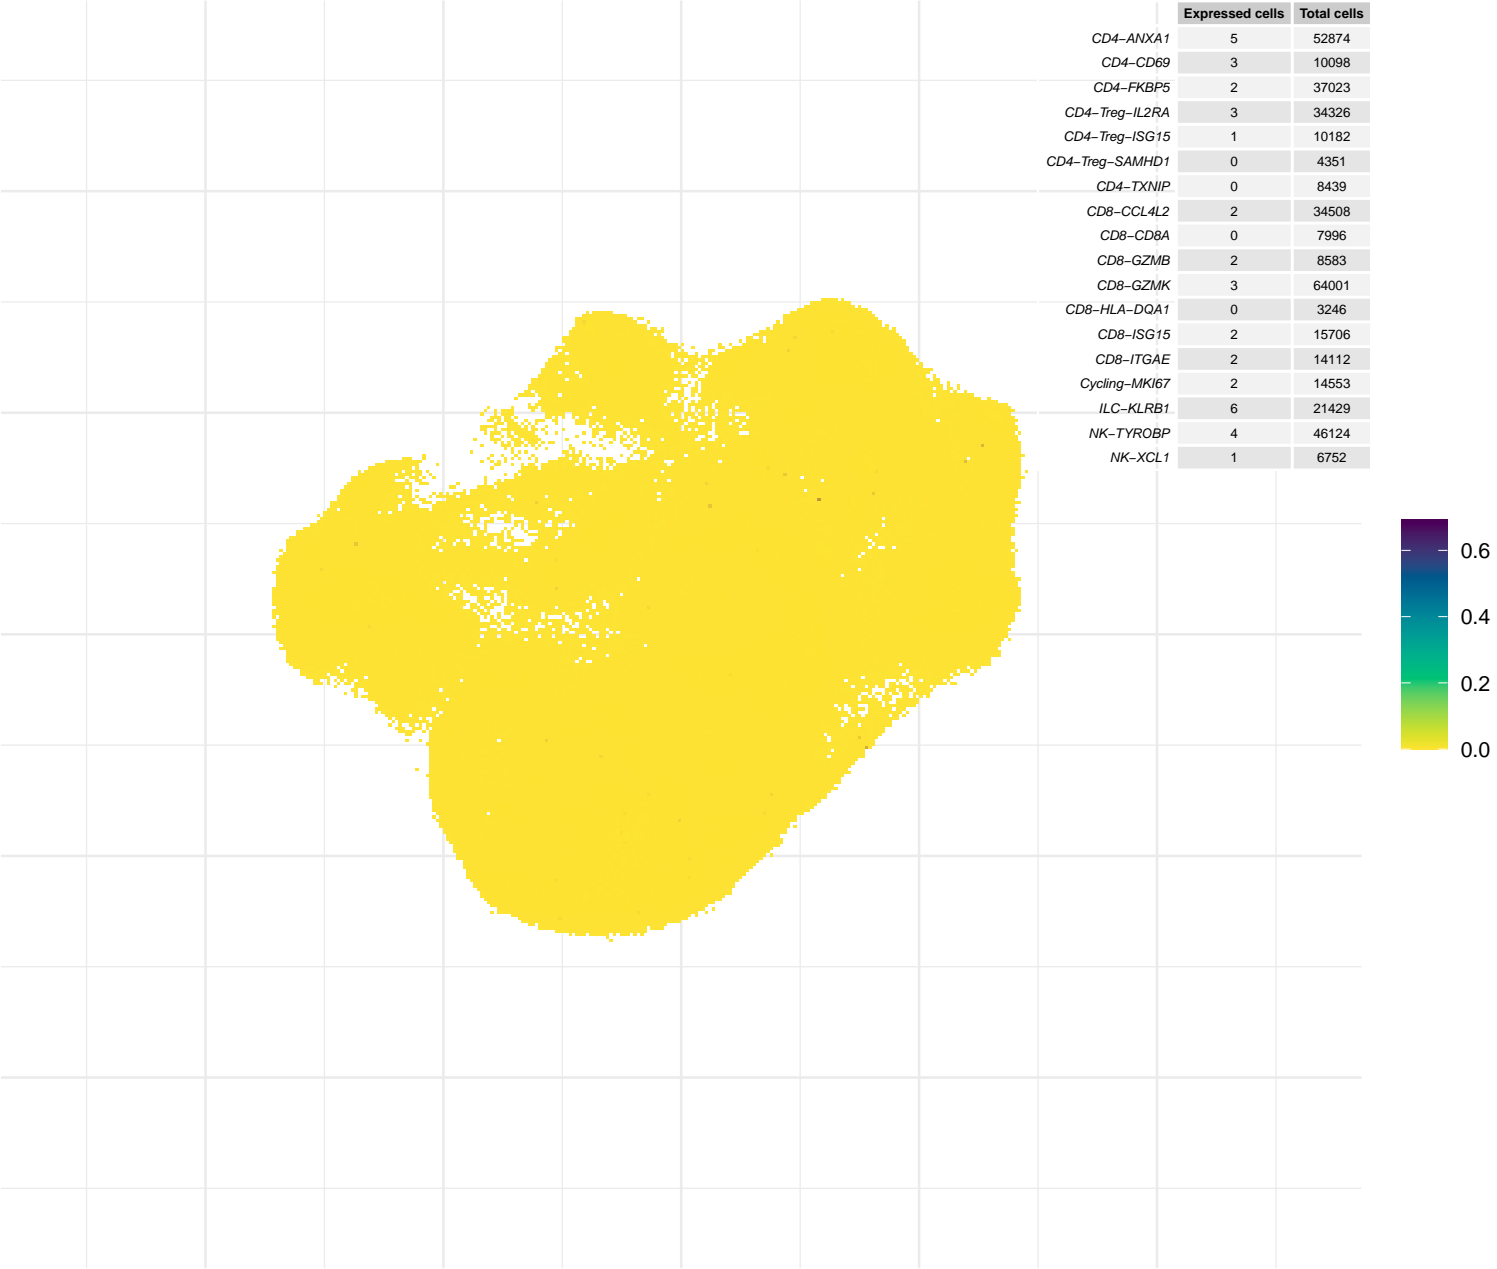 Expressed cells Total cells
CD4−ANXA1 5 52874
CD4−CD69 3 10098
CD4−FKBP5 2 37023
CD4−Treg−IL2RA 3 34326
CD4−Treg−ISG15 1 10182
CD4−Treg−SAMHD1 0 4351
CD4−TXNIP 0 8439
CD8−CCL4L2 2 34508
CD8−CD8A 0 7996
CD8−GZMB 2 8583
CD8−GZMK 3 64001
CD8−HLA−DQA1 0 3246
CD8−ISG15 2 15706
CD8−ITGAE 2 14112
Cycling−MKI67 2 14553
ILC−KLRB1 6 21429
NK−TYROBP 4 46124
NK−XCL1 1 6752
0.6
0.4
0.2
0.0